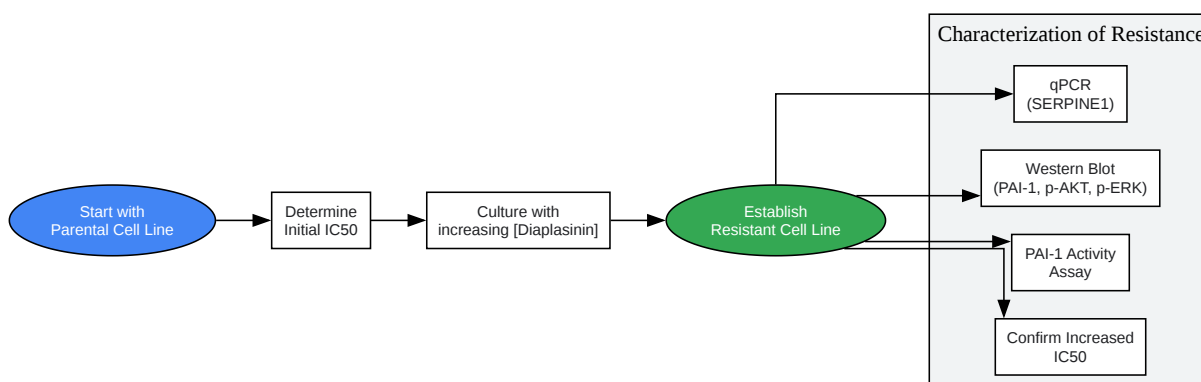 Characterization of Resistance
qPCR
(SERPINE1)
Western Blot
(PAI-1, p-AKT, p-ERK)
Start with
Parental Cell Line
Determine
Initial IC50
Culture with
increasing [Diaplasinin]
Establish
Resistant Cell Line
PAI-1 Activity
Assay
Confirm Increased
IC50